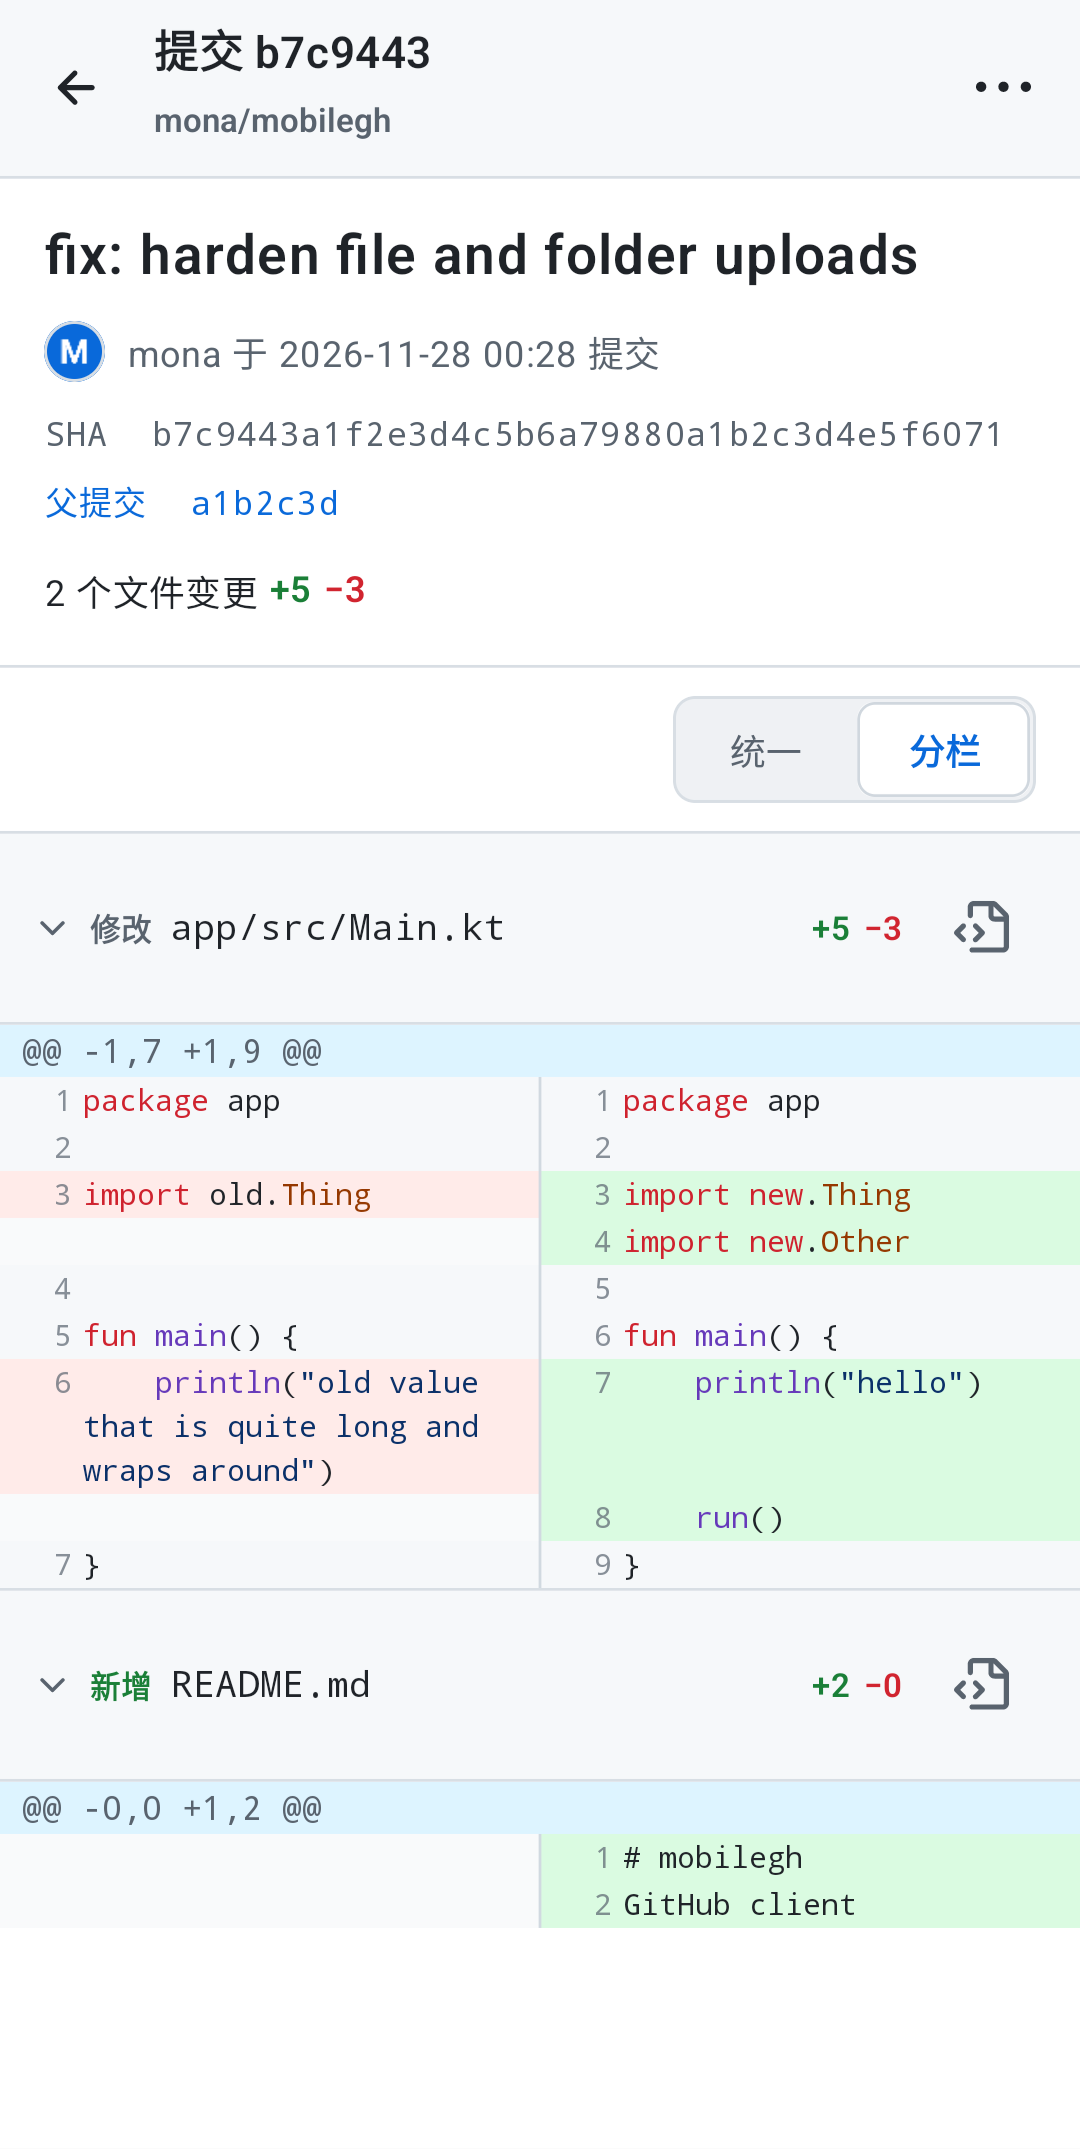 提交 b7c9443
mona/mobilegh
fix: harden file and folder uploads
M mona 于 2026-11-28 00:28 提交
SHA b7c9443a1f2e3d4c5b6a79880a1b2c3d4e5f6071
父提交 a1b2c3d
2 个文件变更 +5 −3
统一 分栏
修改 app/src/Main.kt +5 −3
@@ -1,7 +1,9 @@
1 package app 1 package app
2 2
3 import old.Thing 3 import new.Thing
4 import new.Other
4 5
5 fun main() { 6 fun main() {
6 println("old value 7 println("hello")
that is quite long and
wraps around")
8 run()
7 } 9 }
新增 README.md +2 −0
@@ -0,0 +1,2 @@
1 # mobilegh
2 GitHub client